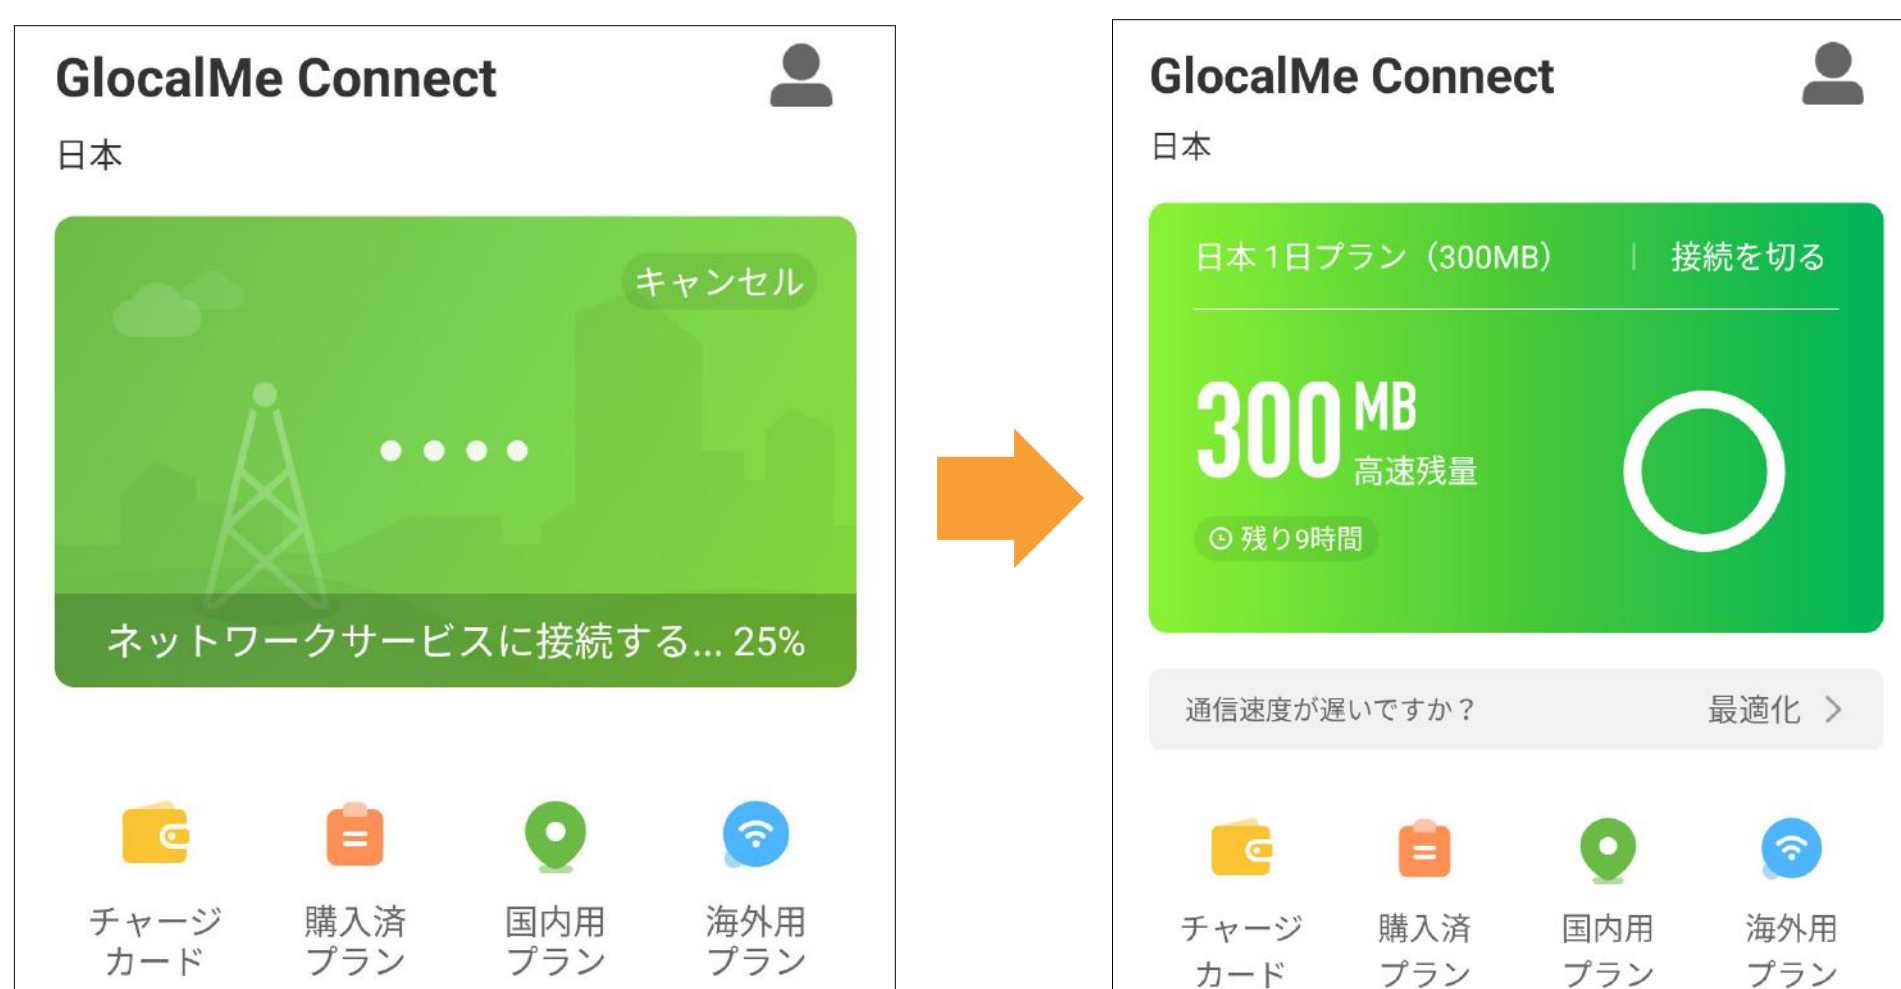 GlocalMe Connect
日本
キャンセル
ネットワークサービスに接続する... 25%
チャージ
カード
購入済
プラン
国内用
プラン
海外用
プラン
GlocalMe Connect
日本
日本 1日プラン（300MB） | 接続を切る
300 MB
高速残量
残り9時間
通信速度が遅いですか？ 最適化 >
チャージ
カード
購入済
プラン
国内用
プラン
海外用
プラン